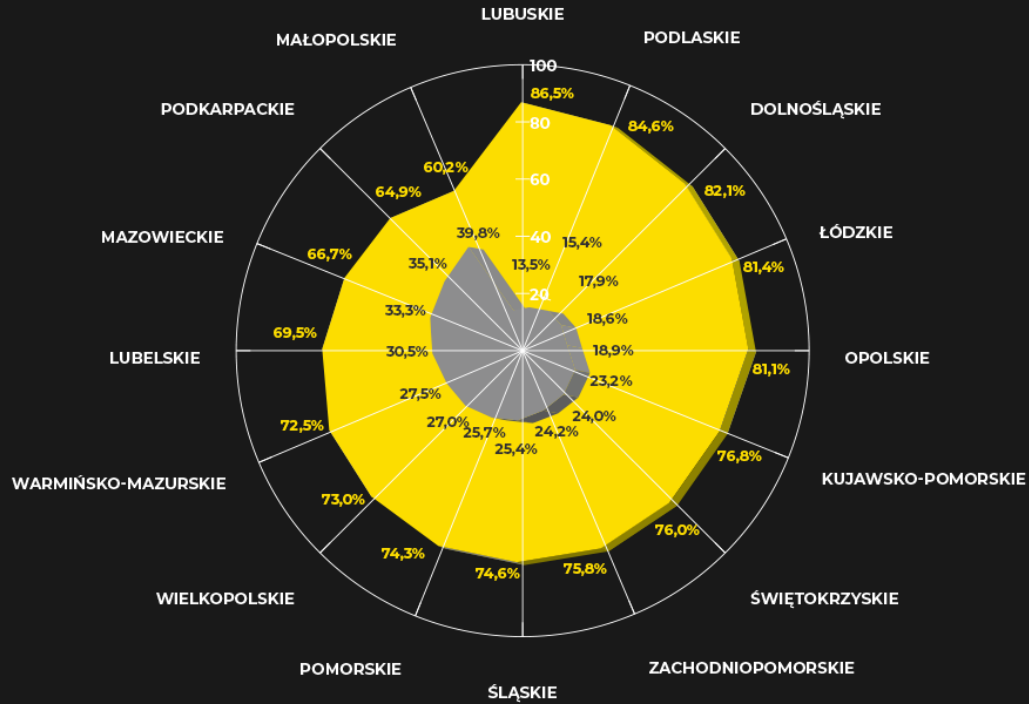 LUBUSKIE
MAŁOPOLSKIE
PODLASKIE
100
86,5%
PODKARPACKIE
DOLNOŚLĄSKIE
84,6%
80
60,2%
60
64,9%
82,1%
MAZOWIECKIE
39,8%
40
15,4%
ŁÓDZKIE
66,7%
35,1%
13,5%
81,4%
17,9%
20
33,3%
18,6%
69,5%
LUBELSKIE
30,5%
18,9%
OPOLSKIE
81,1%
23,2%
27,5%
72,5%
27,0%
24,0%
25,7%
24,2%
25,4%
76,8%
WARMIŃSKO-MAZURSKIE
KUJAWSKO-POMORSKIE
73,0%
76,0%
74,3%
74,6%
75,8%
WIELKOPOLSKIE
ŚWIĘTOKRZYSKIE
POMORSKIE
ZACHODNIOPOMORSKIE
ŚLĄSKIE